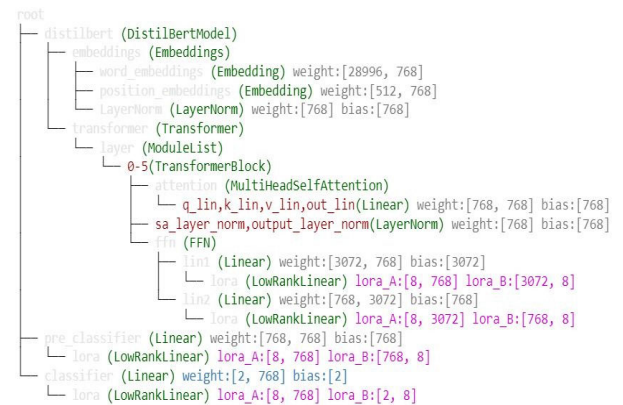 root
distilbert (DistilBertModel)
embeddings (Embeddings)
word_embeddings (Embedding) weight:[28996, 768]
position_embeddings (Embedding) weight:[512, 768]
LayerNorm (LayerNorm) weight:[768] bias:[768]
transformer (Transformer)
layer (ModuleList)
0-5(TransformerBlock)
attention (MultiHeadSelfAttention)
q_lin,k_lin,v_lin,out_lin(Linear) weight:[768, 768] bias:[768]
sa_layer_norm,output_layer_norm(LayerNorm) weight:[768] bias:[768]
ffn (FFN)
lin1 (Linear) weight:[3072, 768] bias:[3072]
lora (LowRankLinear) lora_A:[8, 768] lora_B:[3072, 8]
lin2 (Linear) weight:[768, 3072] bias:[768]
lora (LowRankLinear) lora_A:[8, 3072] lora_B:[768, 8]
pre_classifier (Linear) weight:[768, 768] bias:[768]
lora (LowRankLinear) lora_A:[8, 768] lora_B:[768, 8]
classifier (Linear) weight:[2, 768] bias:[2]
lora (LowRankLinear) lora_A:[8, 768] lora_B:[2, 8]